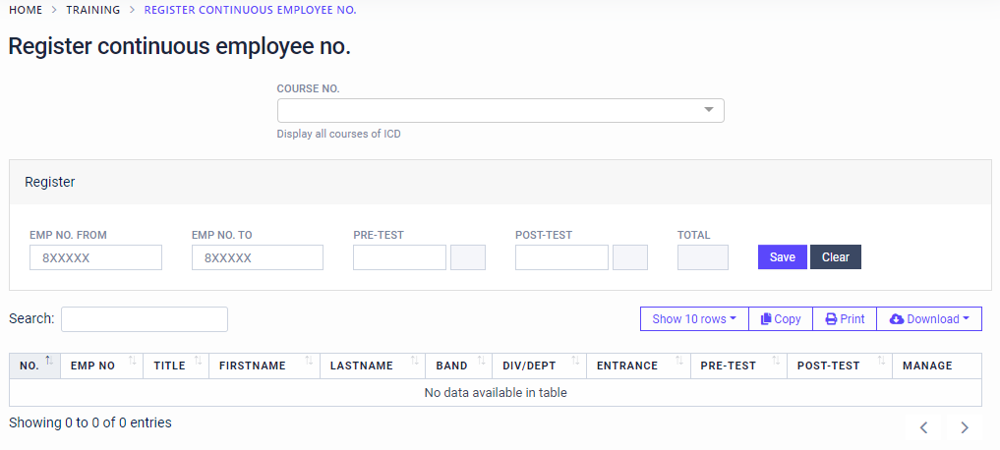 HOME > TRAINING > REGISTER CONTINUOUS EMPLOYEE NO.
Register continuous employee no.
COURSE NO.
Display all courses of ICD
Register
EMP NO. FROM EMP NO. TO PRE-TEST POST-TEST TOTAL
8XXXXX 8XXXXX Save Clear
Search: Show 10 rows Copy Print Download
NO. EMP NO TITLE FIRSTNAME LASTNAME BAND DIV/DEPT ENTRANCE PRE-TEST POST-TEST MANAGE
No data available in table
Showing 0 to 0 of 0 entries